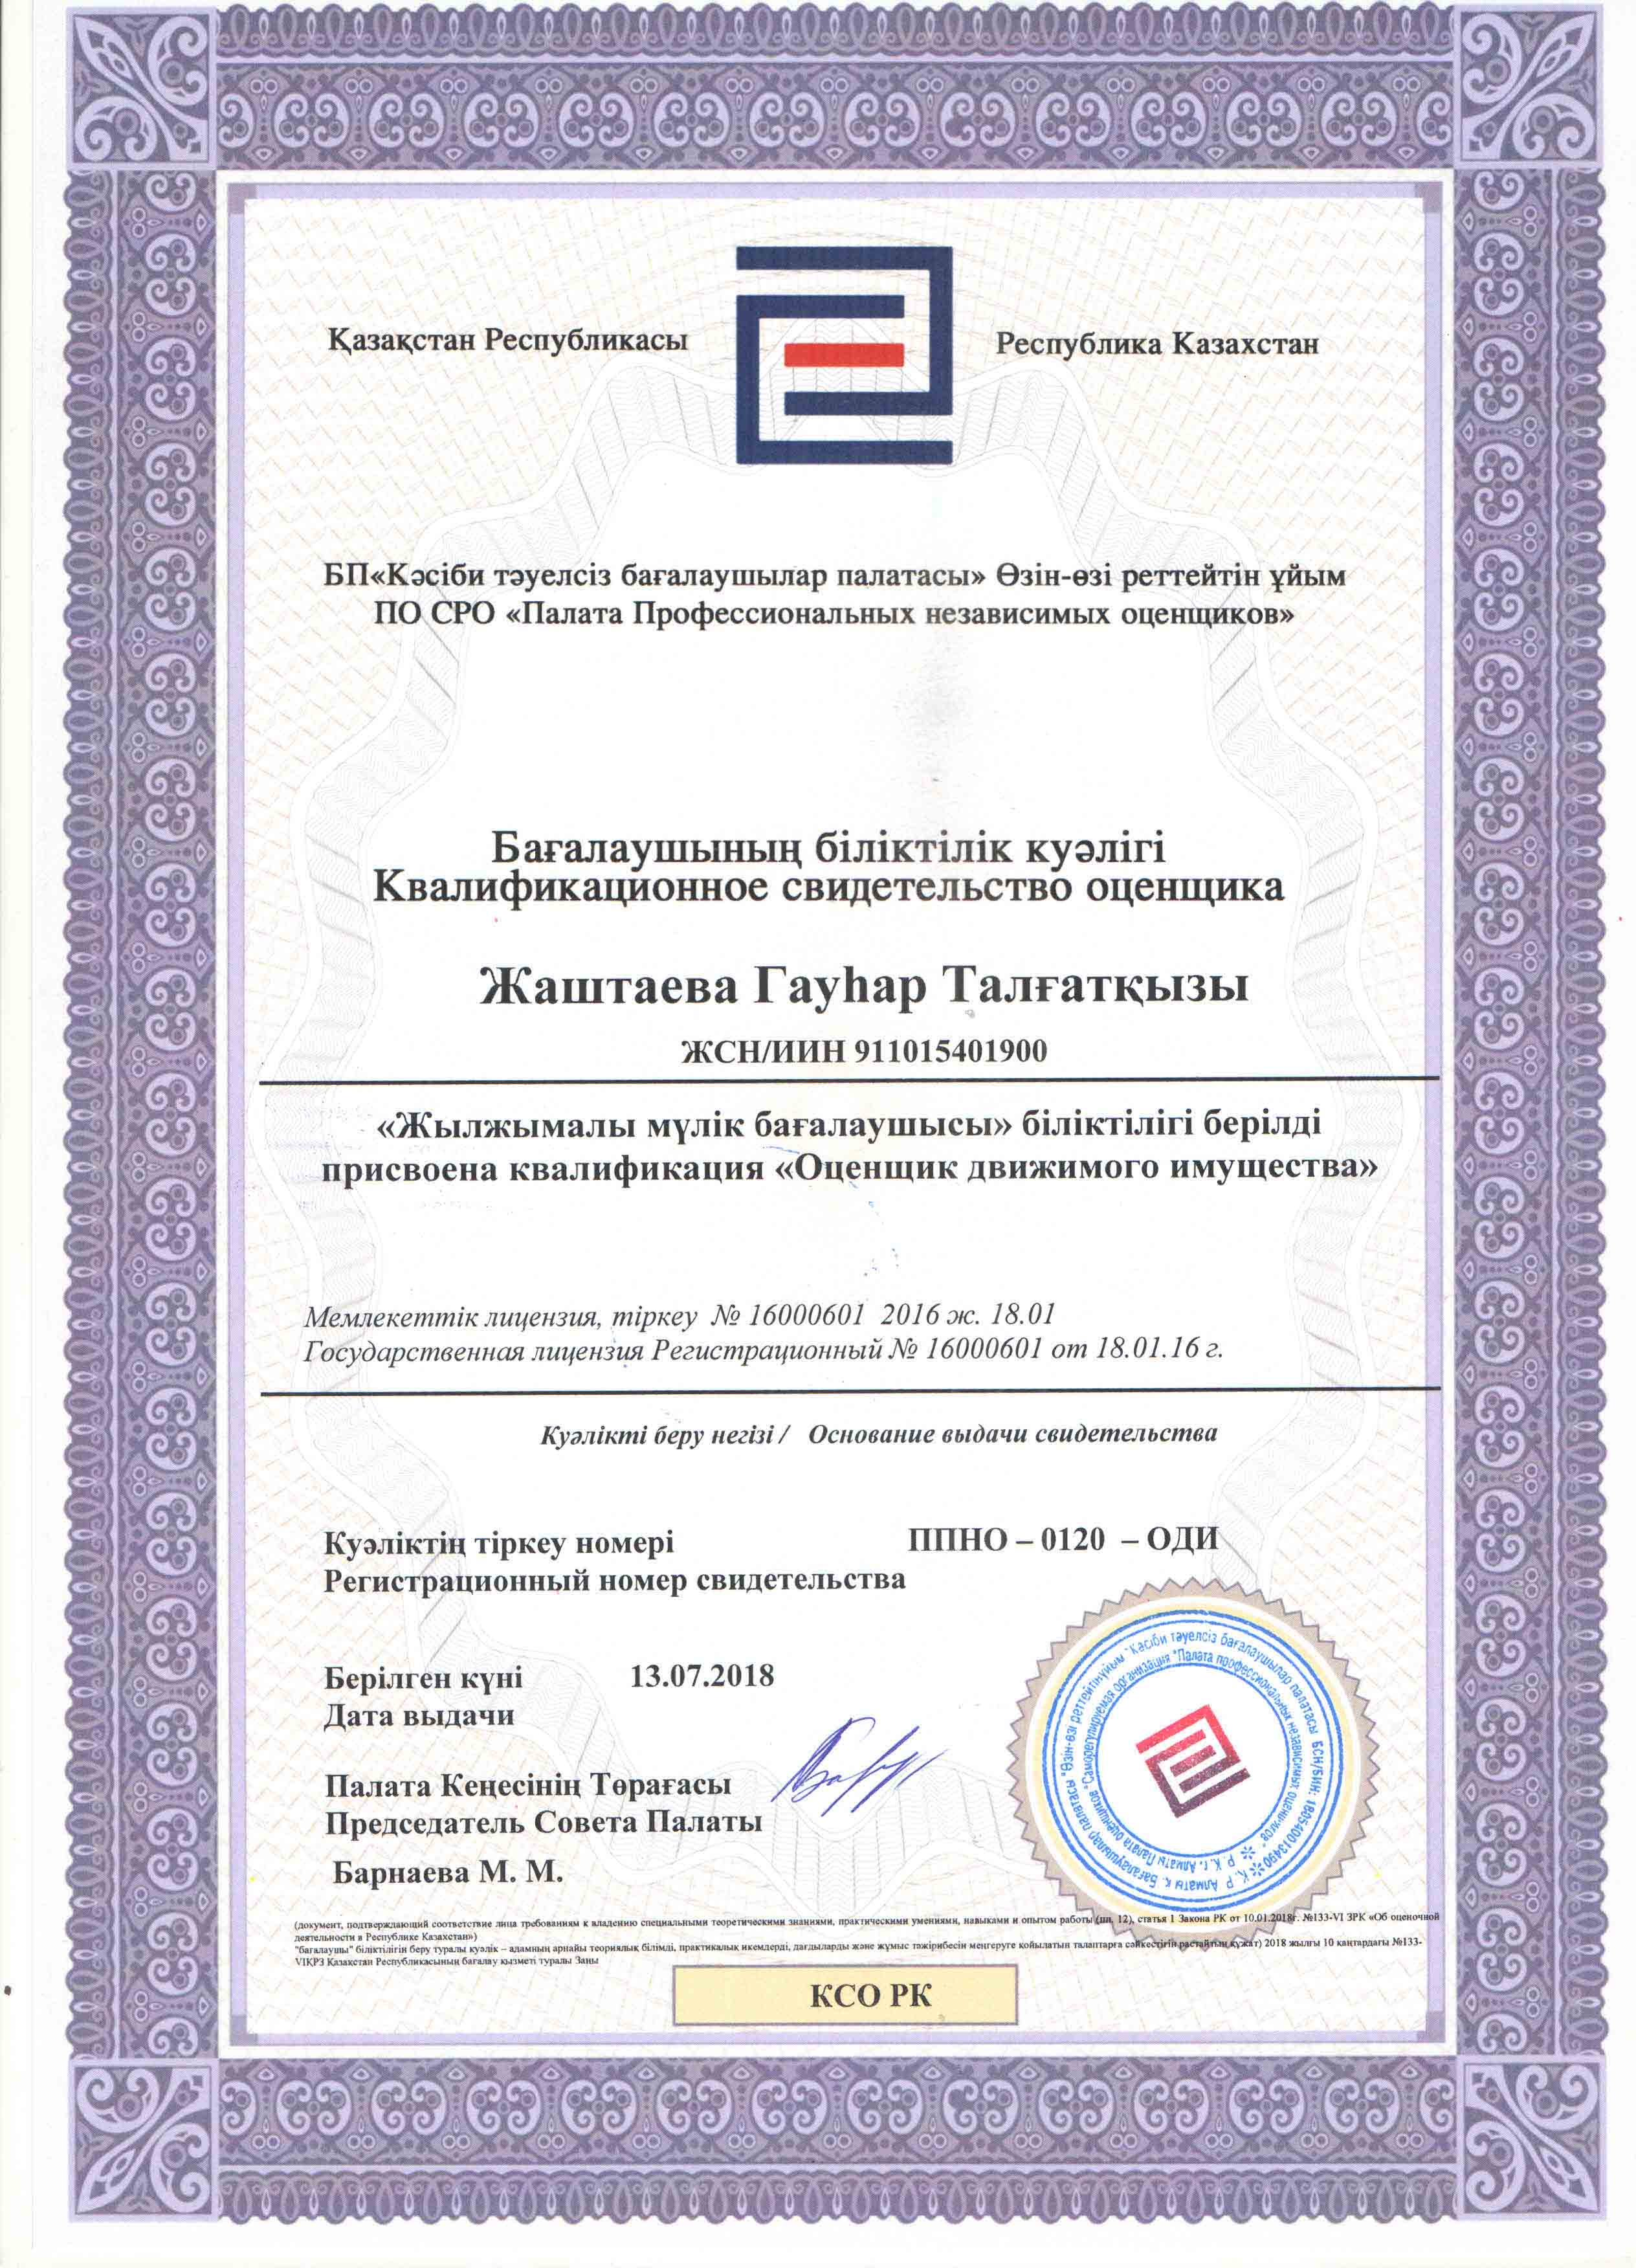 Қазақстан Республикасы
Республика Казахстан
БП«Кәсіби тәуелсіз бағалаушылар палатасы» Өзін-өзі реттейтін ұйым
ПО СРО «Палата Профессиональных независимых оценщиков»
Бағалаушының біліктілік куәлігі
Квалификационное свидетельство оценщика
Жаштаева Гауһар Талғатқызы
ЖСН/ИИН 911015401900
«Жылжымалы мүлік бағалаушысы» біліктілігі берілді
присвоена квалификация «Оценщик движимого имущества»
Мемлекеттік лицензия, тіркеу № 16000601 2016 ж. 18.01
Государственная лицензия Регистрационный № 16000601 от 18.01.16 г.
Куәлікті беру негізі / Основание выдачи свидетельства
Куәліктің тіркеу номері ППНО – 0120 – ОДИ
Регистрационный номер свидетельства
Берілген күні 13.07.2018
Дата выдачи
Палата Кеңесінің Төрағасы
Председатель Совета Палаты
Барнаева М. М.
"Өзін-өзі реттейтін ұйым "Кәсіби тәуелсіз бағалаушылар палатасы БСН/БИН: 180540013490 ✲ Қ. Р. Алматы қ. Бағалаушылар палатасы
"Саморегулируемая организация "Палата профессиональных независимых оценщиков" ✲ Р. К. г. Алматы Палата оценщиков
(документ, подтверждающий соответствие лица требованиям к владению специальными теоретическими знаниями, практическими умениями, навыками и опытом работы (пп. 12), статья 1 Закона РК от 10.01.2018г. №133-VI ЗРК «Об оценочной
деятельности в Республике Казахстан»)
"бағалаушы" біліктілігін беру туралы куәлік – адамның арнайы теориялық білімді, практикалық икемдерді, дағдыларды және жұмыс тәжірибесін меңгеруге қойылатын талаптарға сәйкестігін растайтын құжат) 2018 жылғы 10 қаңтардағы №133-
VIҚРЗ Қазақстан Республикасының бағалау қызметі туралы Заңы
КСО РК